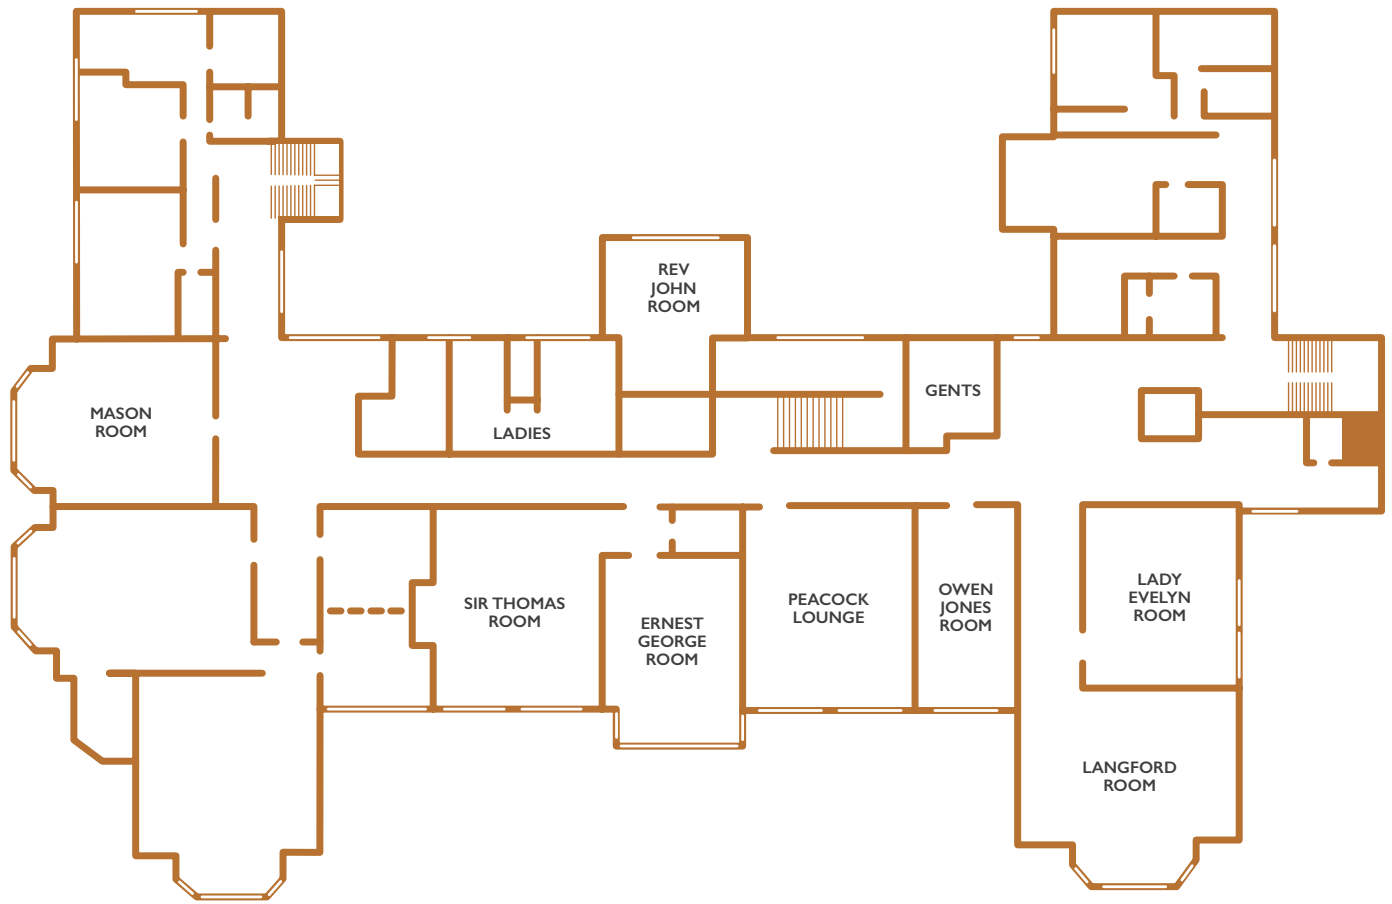 REV
JOHN
ROOM
MASON
ROOM
LADIES
GENTS
SIR THOMAS
ROOM
ERNEST
GEORGE
ROOM
PEACOCK
LOUNGE
OWEN
JONES
ROOM
LADY
EVELYN
ROOM
LANGFORD
ROOM